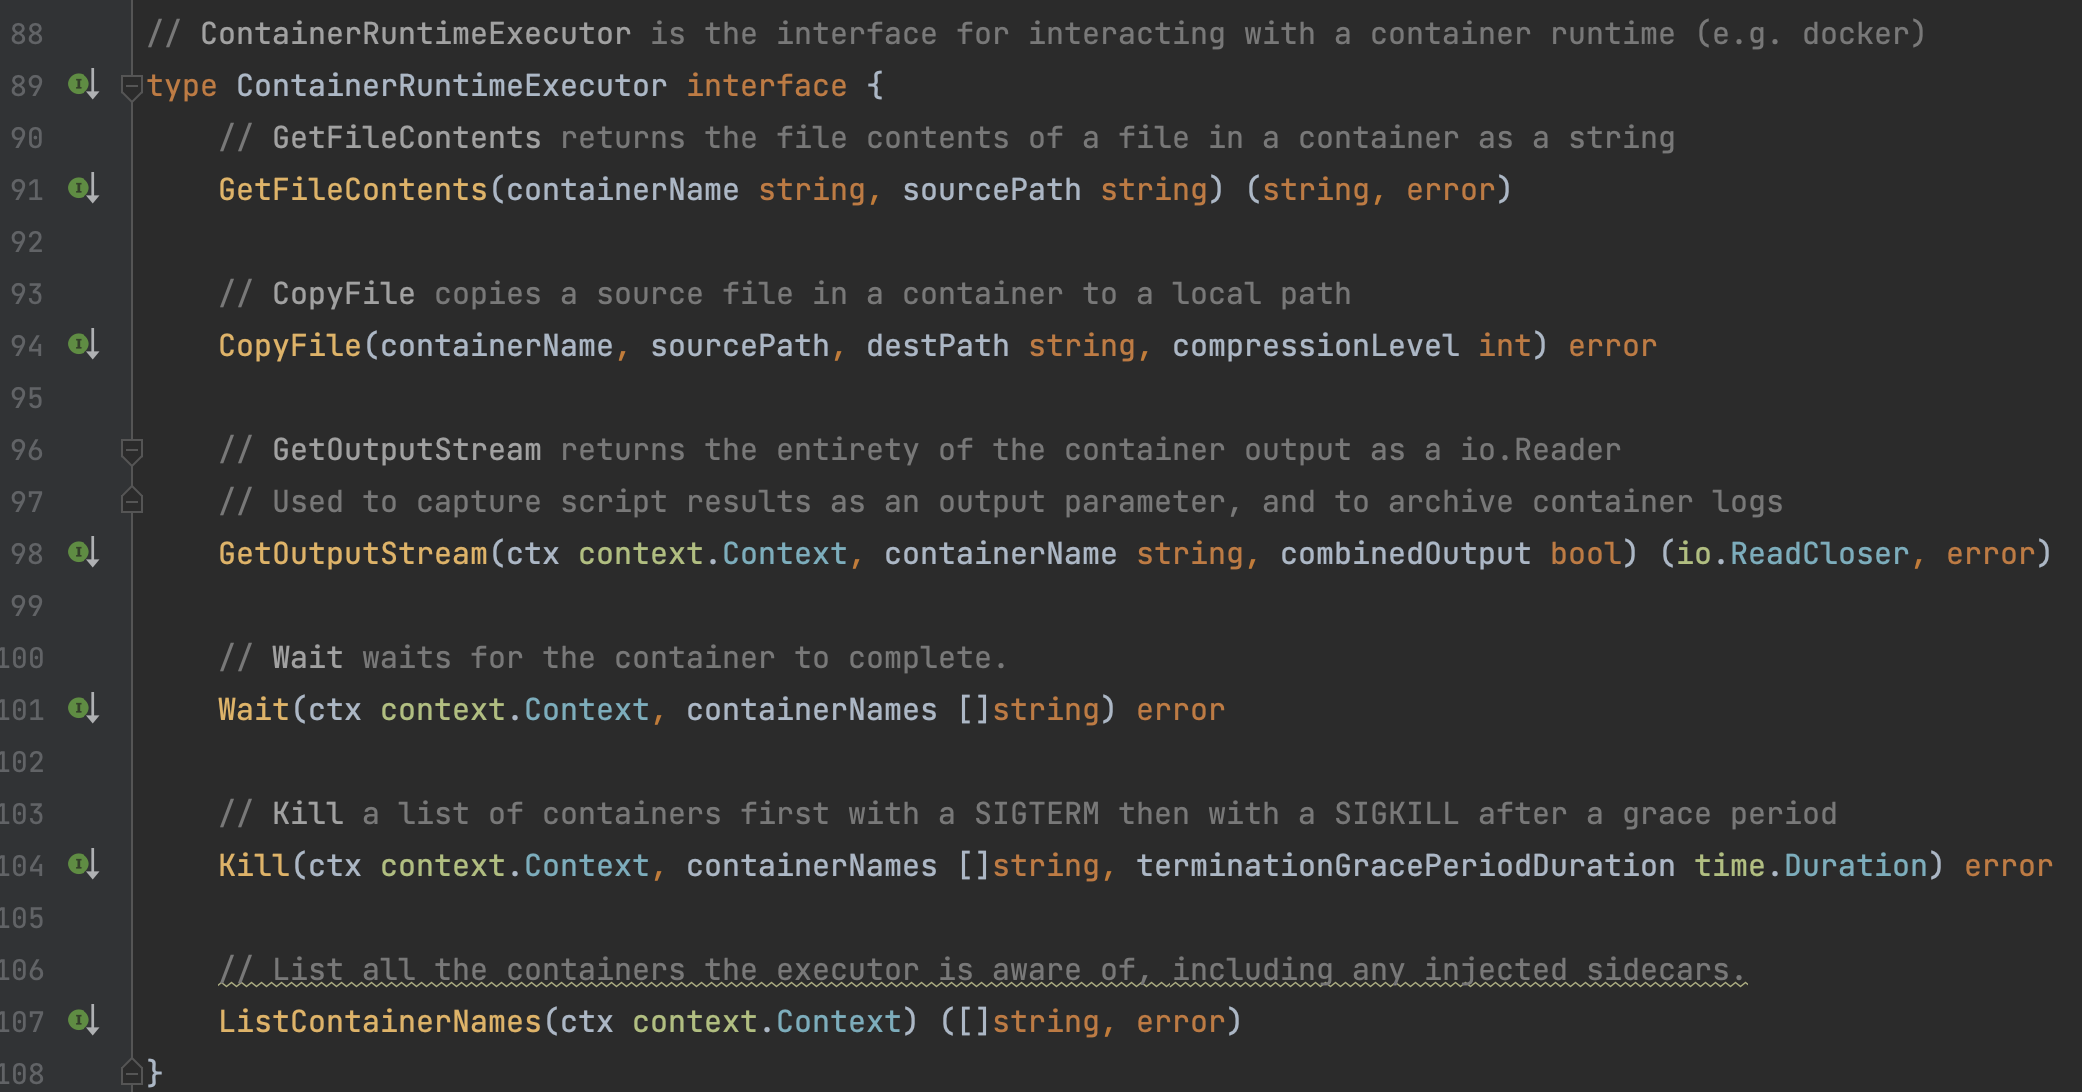 88 // ContainerRuntimeExecutor is the interface for interacting with a container runtime (e.g. docker)
89 type ContainerRuntimeExecutor interface {
90 // GetFileContents returns the file contents of a file in a container as a string
91 GetFileContents(containerName string, sourcePath string) (string, error)
92
93 // CopyFile copies a source file in a container to a local path
94 CopyFile(containerName, sourcePath, destPath string, compressionLevel int) error
95
96 // GetOutputStream returns the entirety of the container output as a io.Reader
97 // Used to capture script results as an output parameter, and to archive container logs
98 GetOutputStream(ctx context.Context, containerName string, combinedOutput bool) (io.ReadCloser, error)
99
100 // Wait waits for the container to complete.
101 Wait(ctx context.Context, containerNames []string) error
102
103 // Kill a list of containers first with a SIGTERM then with a SIGKILL after a grace period
104 Kill(ctx context.Context, containerNames []string, terminationGracePeriodDuration time.Duration) error
105
106 // List all the containers the executor is aware of, including any injected sidecars.
107 ListContainerNames(ctx context.Context) ([]string, error)
108 }